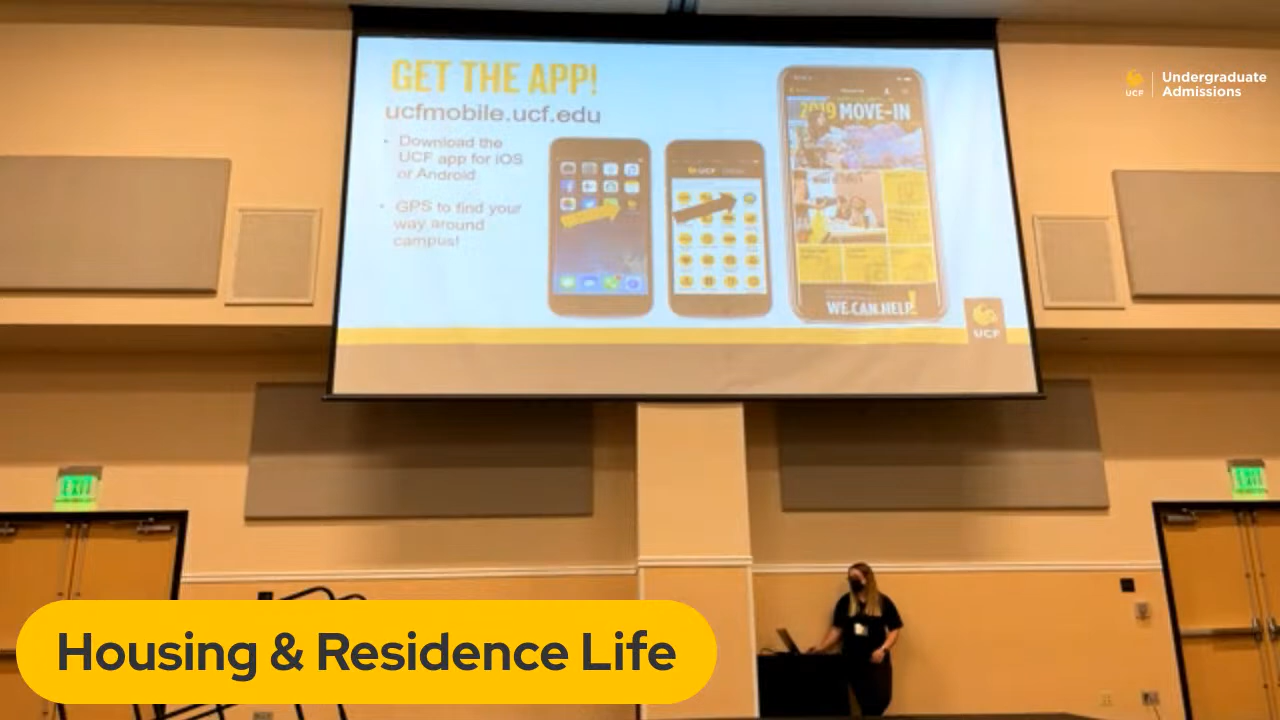 GET THE APP!
ucfmobile.ucf.edu
• Download the
UCF app for iOS
or Android
• GPS to find your
way around
campus!
UCF
2019 MOVE-IN
WE CAN HELP!
UCF
UCF
Undergraduate
Admissions
EXIT
EXIT
Housing & Residence Life